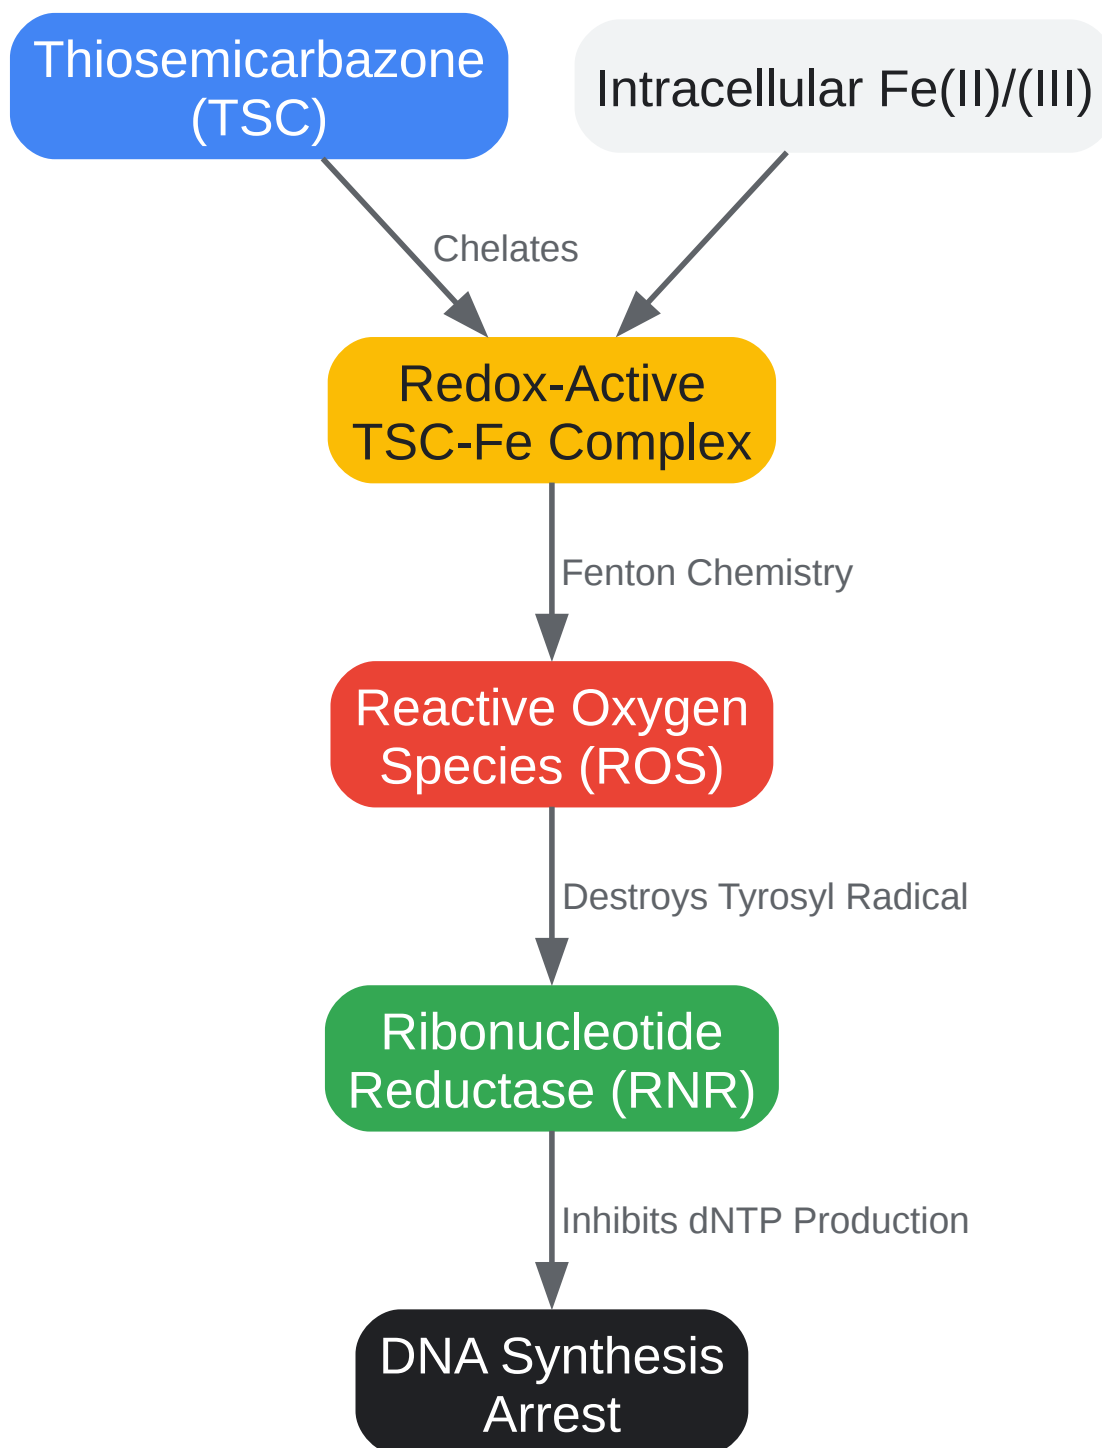 Thiosemicarbazone
(TSC)
Intracellular Fe(II)/(III)
Chelates
Redox-Active
TSC-Fe Complex
Fenton Chemistry
Reactive Oxygen
Species (ROS)
Destroys Tyrosyl Radical
Ribonucleotide
Reductase (RNR)
Inhibits dNTP Production
DNA Synthesis
Arrest